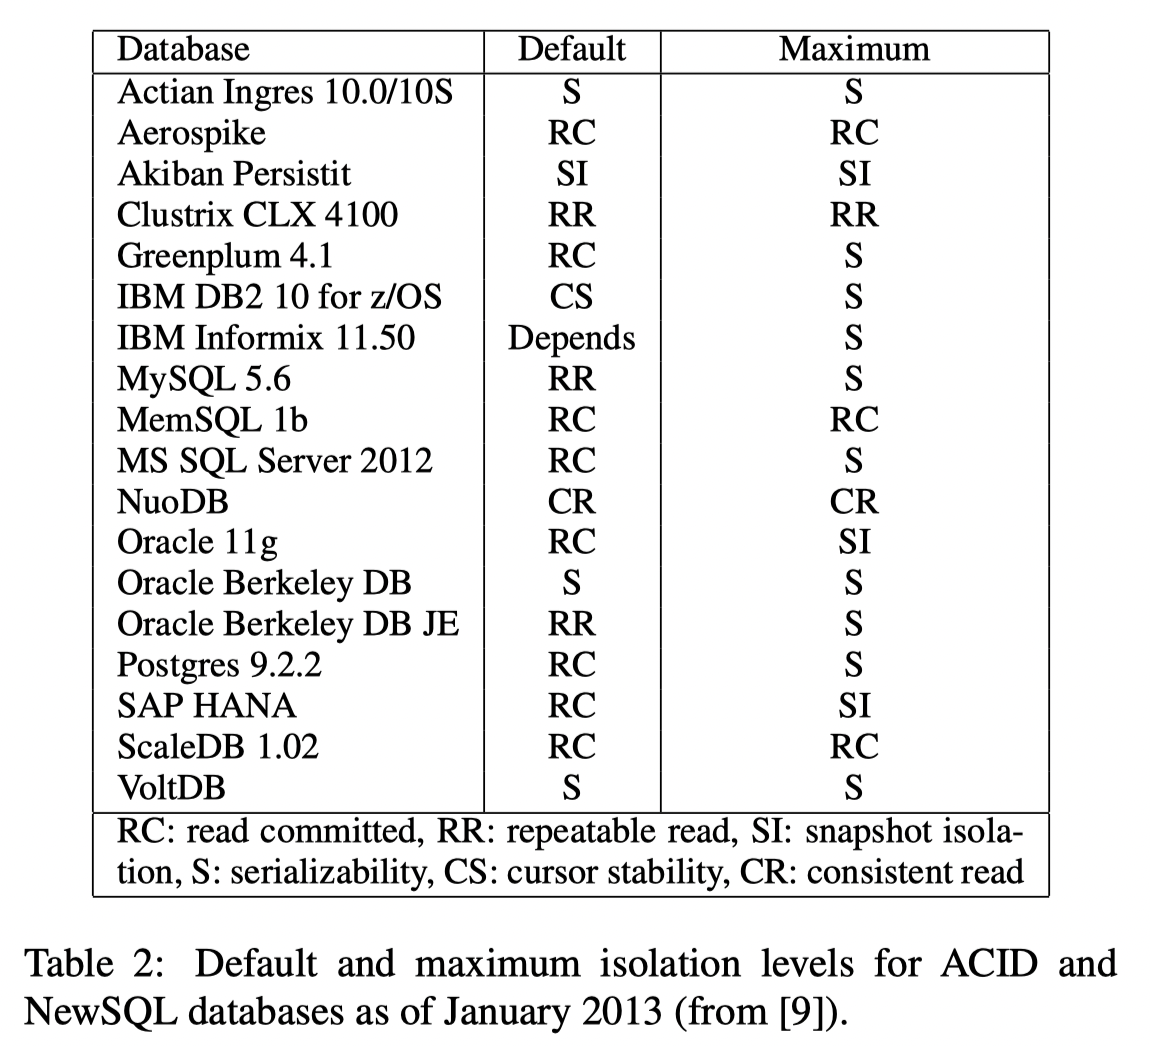 Database Default Maximum
Actian Ingres 10.0/10S S S
Aerospike RC RC
Akiban Persistit SI SI
Clustrix CLX 4100 RR RR
Greenplum 4.1 RC S
IBM DB2 10 for z/OS CS S
IBM Informix 11.50 Depends S
MySQL 5.6 RR S
MemSQL 1b RC RC
MS SQL Server 2012 RC S
NuoDB CR CR
Oracle 11g RC SI
Oracle Berkeley DB S S
Oracle Berkeley DB JE RR S
Postgres 9.2.2 RC S
SAP HANA RC SI
ScaleDB 1.02 RC RC
VoltDB S S
RC: read committed, RR: repeatable read, SI: snapshot isola-
tion, S: serializability, CS: cursor stability, CR: consistent read
Table 2: Default and maximum isolation levels for ACID and
NewSQL databases as of January 2013 (from [9]).